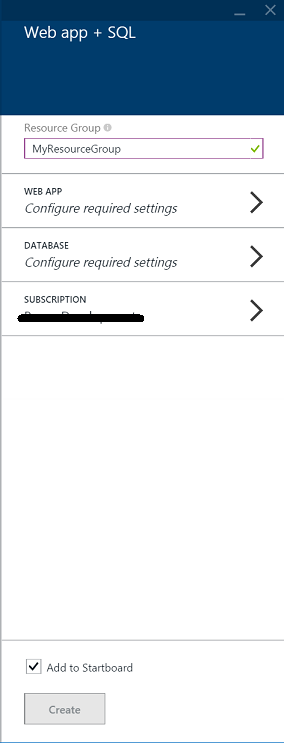 Web app + SQL
Resource Group
MyResourceGroup
WEB APP
Configure required settings
DATABASE
Configure required settings
SUBSCRIPTION
Add to Startboard
Create